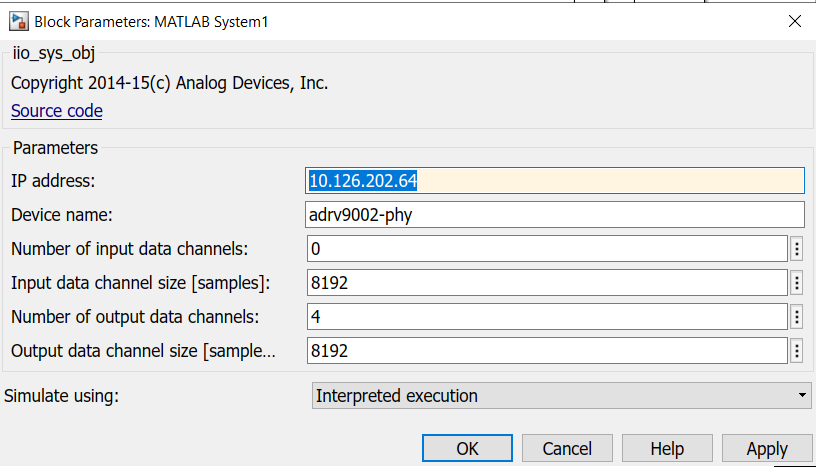 Block Parameters: MATLAB System1
iio_sys_obj
Copyright 2014-15(c) Analog Devices, Inc.
Source code
Parameters
IP address: 10.126.202.64
Device name: adrv9002-phy
Number of input data channels: 0
Input data channel size [samples]: 8192
Number of output data channels: 4
Output data channel size [sample... 8192
Simulate using: Interpreted execution
OK Cancel Help Apply